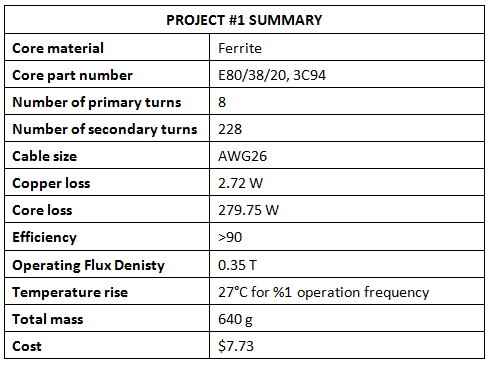 PROJECT #1 SUMMARY
Core material Ferrite
Core part number E80/38/20, 3C94
Number of primary turns 8
Number of secondary turns 228
Cable size AWG26
Copper loss 2.72 W
Core loss 279.75 W
Efficiency >90
Operating Flux Denisty 0.35 T
Temperature rise 27°C for %1 operation frequency
Total mass 640 g
Cost $7.73